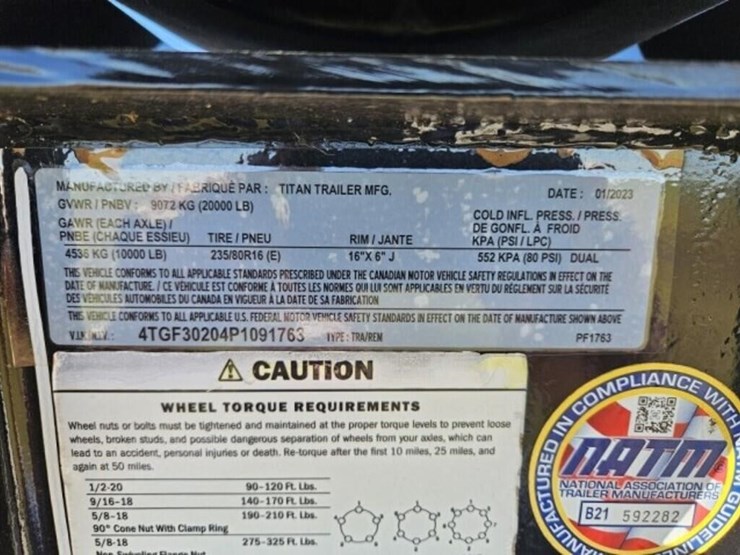 MANUFACTURED BY / FABRIQUÉ PAR : TITAN TRAILER MFG. DATE : 01/2023
GVWR / PNBV : 9072 KG (20000 LB)
GAWR (EACH AXLE) / PNBE (CHAQUE ESSIEU) TIRE / PNEU RIM / JANTE COLD INFL. PRESS. / PRESS. DE GONFL. À FROID KPA (PSI / LPC)
4536 KG (10000 LB) 235/80R16 (E) 16"X 6" J 552 KPA (80 PSI) DUAL
THIS VEHICLE CONFORMS TO ALL APPLICABLE STANDARDS PRESCRIBED UNDER THE CANADIAN MOTOR VEHICLE SAFETY REGULATIONS IN EFFECT ON THE
DATE OF MANUFACTURE. / CE VÉHICULE EST CONFORME À TOUTES LES NORMES QUI LUI SONT APPLICABLES EN VERTU DU RÈGLEMENT SUR LA SÉCURITÉ
DES VÉHICULES AUTOMOBILES DU CANADA EN VIGUEUR À LA DATE DE SA FABRICATION
THIS VEHICLE CONFORMS TO ALL APPLICABLE U.S. FEDERAL MOTOR VEHICLE SAFETY STANDARDS IN EFFECT ON THE DATE OF MANUFACTURE SHOWN ABOVE
V.I.N./N.I.V.: 4TGF30204P1091763 TYPE : TRA/REM PF1763
⚠ CAUTION
WHEEL TORQUE REQUIREMENTS
Wheel nuts or bolts must be tightened and maintained at the proper torque levels to prevent loose
wheels, broken studs, and possible dangerous separation of wheels from your axles, which can
lead to an accident, personal injuries or death. Re-torque after the first 10 miles, 25 miles, and
again at 50 miles.
1/2-20 90-120 Ft. Lbs.
9/16-18 140-170 Ft. Lbs.
5/8-18 190-210 Ft. Lbs.
90° Cone Nut With Clamp Ring
5/8-18 275-325 Ft. Lbs.
MANUFACTURED IN COMPLIANCE WITH
NATM
NATIONAL ASSOCIATION OF
TRAILER MANUFACTURERS
B21 592282